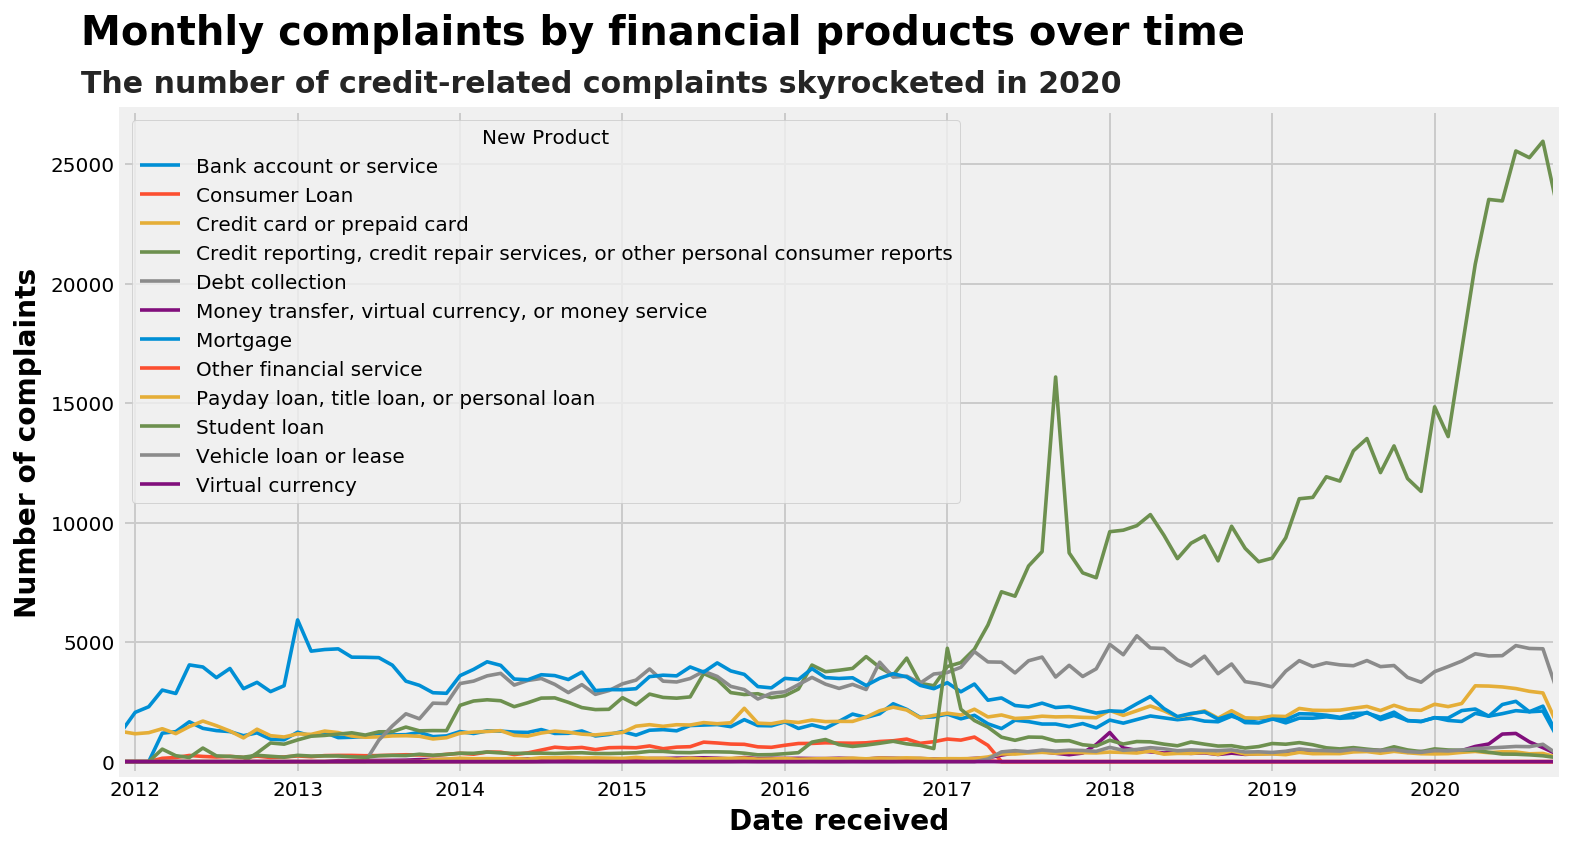 Monthly complaints by financial products over time
The number of credit-related complaints skyrocketed in 2020
New Product
Bank account or service
Consumer Loan
Credit card or prepaid card
Credit reporting, credit repair services, or other personal consumer reports
Debt collection
Money transfer, virtual currency, or money service
Mortgage
Other financial service
Payday loan, title loan, or personal loan
Student loan
Vehicle loan or lease
Virtual currency
Number of complaints
25000
20000
15000
10000
5000
0
2012 2013 2014 2015 2016 2017 2018 2019 2020
Date received